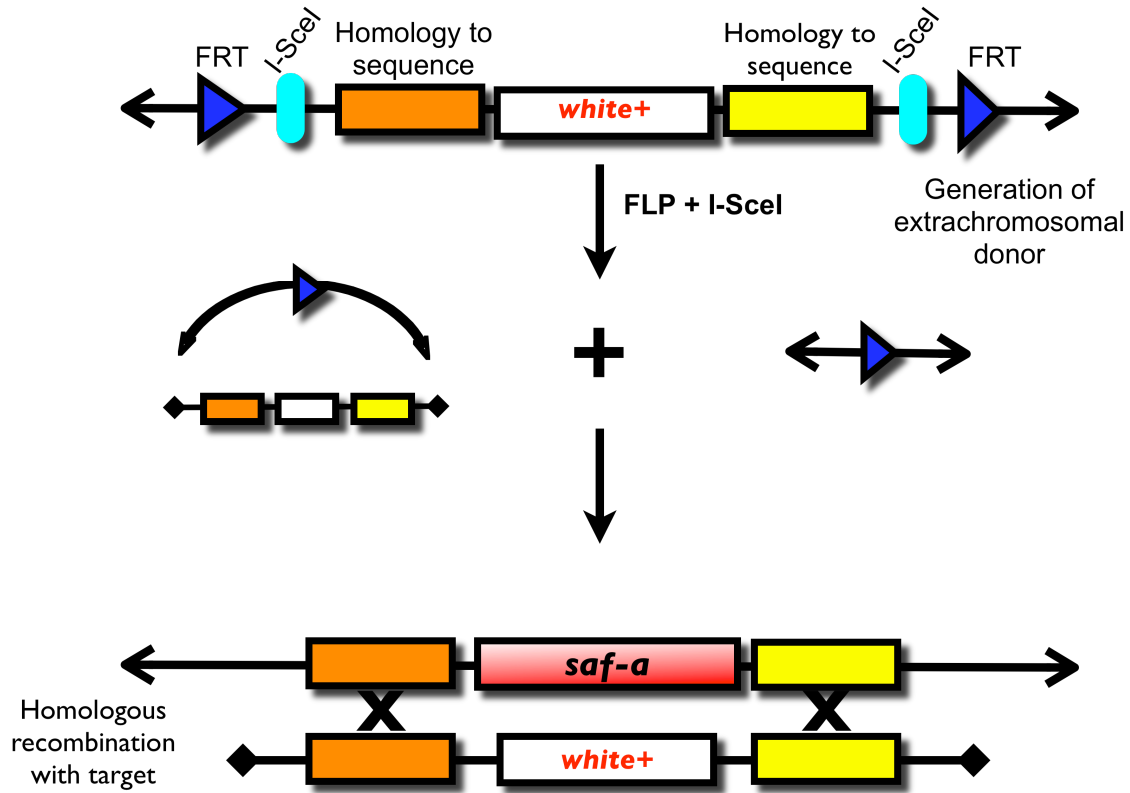 FRT
I-SceI
Homology to
sequence
white+
Homology to
sequence
I-SceI
FRT
FLP + I-SceI
Generation of
extrachromosomal
donor
saf-a
Homologous
recombination
with target
white+